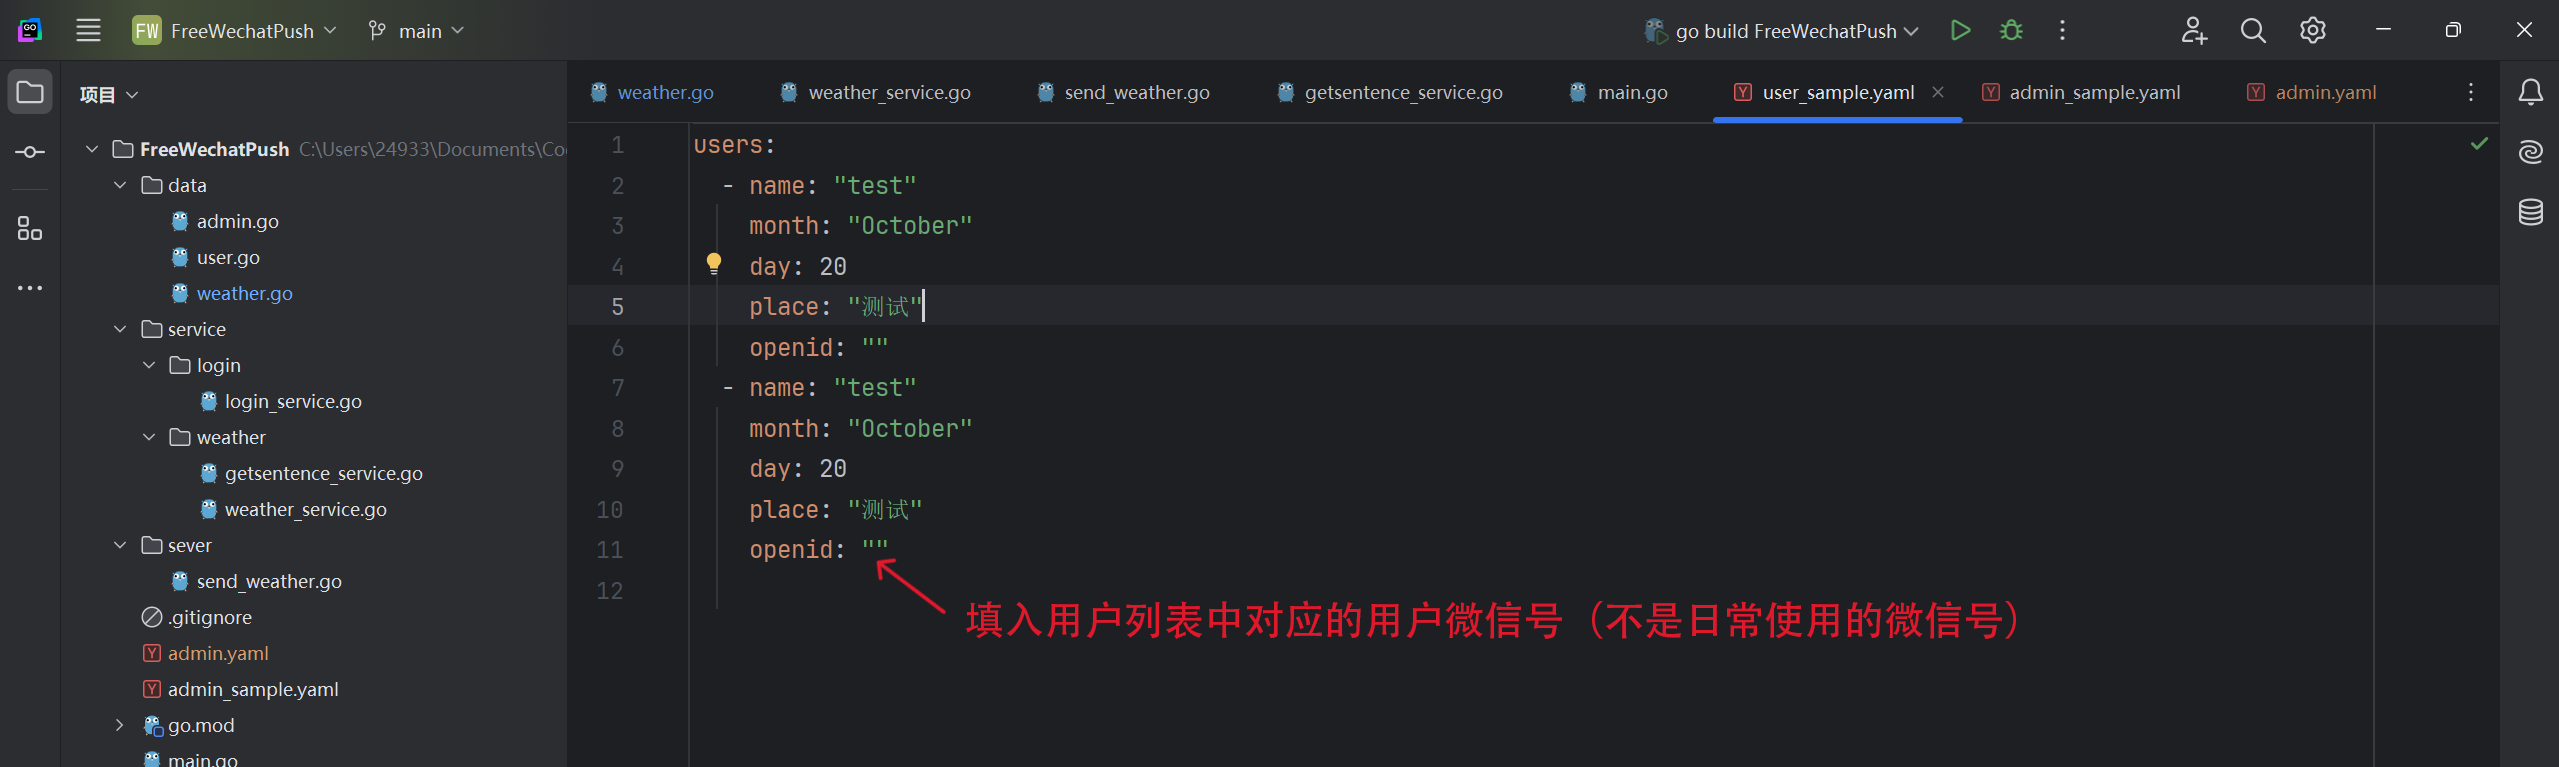 FW FreeWechatPush main go build FreeWechatPush
项目
FreeWechatPush C:\Users\24933\Documents\Co
data
admin.go
user.go
weather.go
service
login
login_service.go
weather
getsentence_service.go
weather_service.go
sever
send_weather.go
.gitignore
admin.yaml
admin_sample.yaml
go.mod
main.go
weather.go weather_service.go send_weather.go getsentence_service.go main.go user_sample.yaml admin_sample.yaml admin.yaml
1 users:
2 - name: "test"
3 month: "October"
4 day: 20
5 place: "测试"
6 openid: ""
7 - name: "test"
8 month: "October"
9 day: 20
10 place: "测试"
11 openid: ""
12
填入用户列表中对应的用户微信号（不是日常使用的微信号）